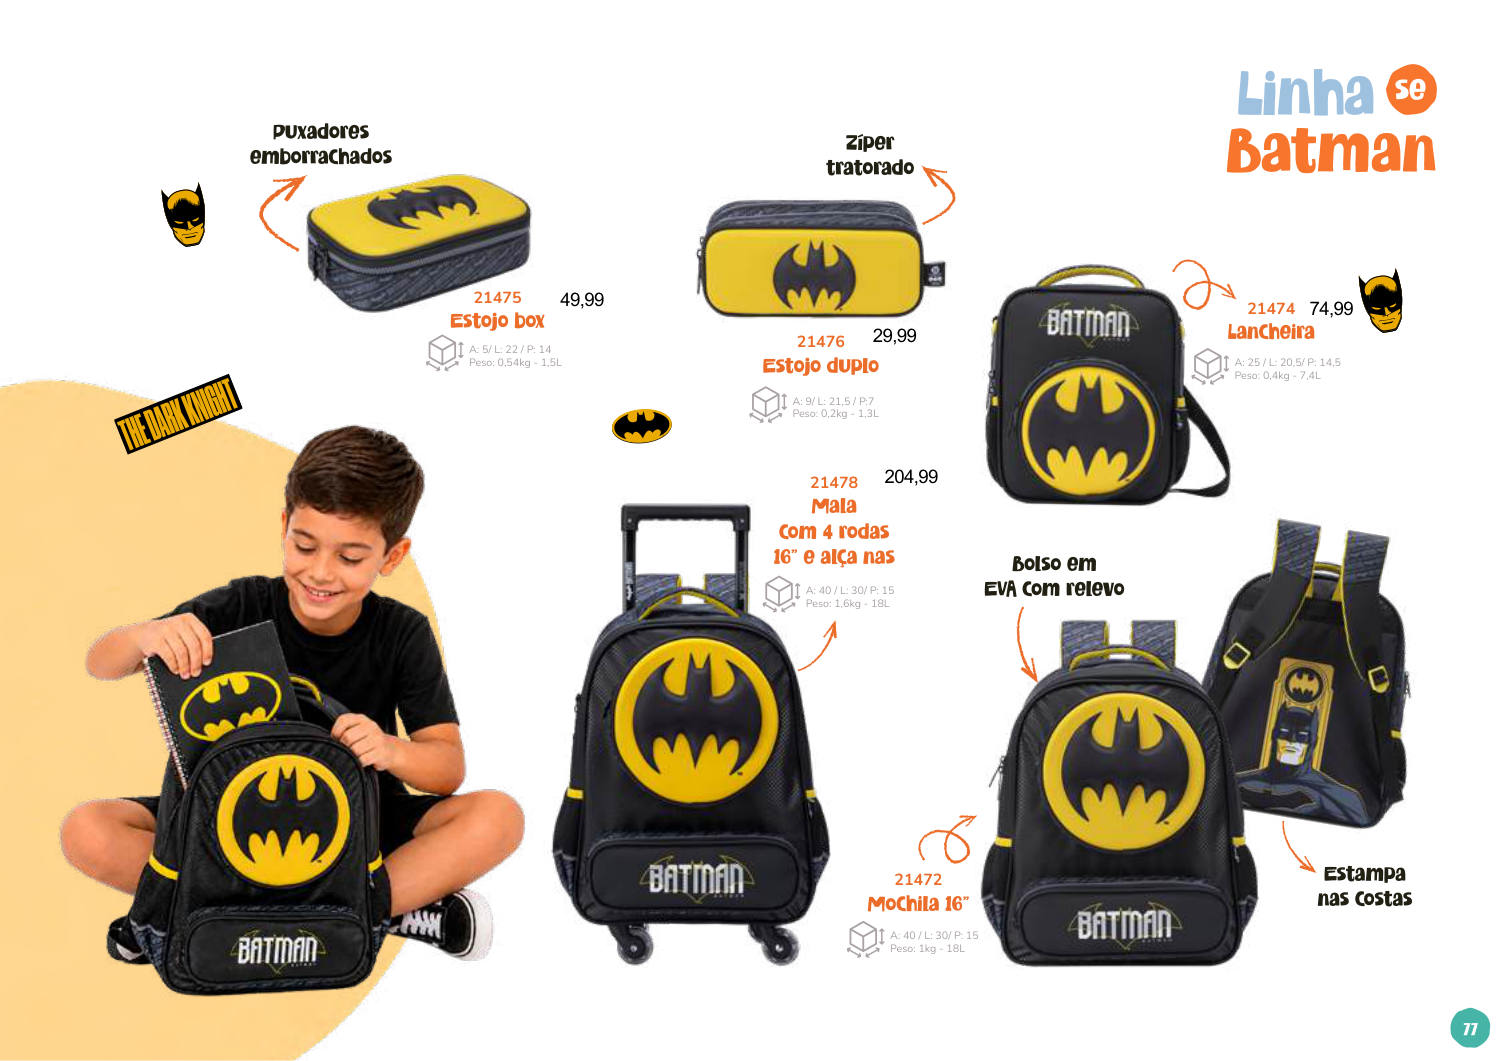 Linha se
Batman
Puxadores
emborrachados
Zíper
tratorado
21475 49,99
Estojo box
A: 5/ L: 22 / P: 14
Peso: 0,54kg - 1,5L
21476 29,99
Estojo duplo
A: 9/ L: 21,5 / P:7
Peso: 0,2kg - 1,3L
BATMAN
21474 74,99
Lancheira
A: 25 / L: 20,5/ P: 14,5
Peso: 0,4kg - 7,4L
THE DARK KNIGHT
21478 204,99
Mala
com 4 rodas
16” e alça nas
A: 40 / L: 30/ P: 15
Peso: 1,6kg - 18L
Bolso em
EVA com relevo
BATMAN
BATMAN
BATMAN
21472
Mochila 16”
A: 40 / L: 30/ P: 15
Peso: 1kg - 18L
Estampa
nas costas
77